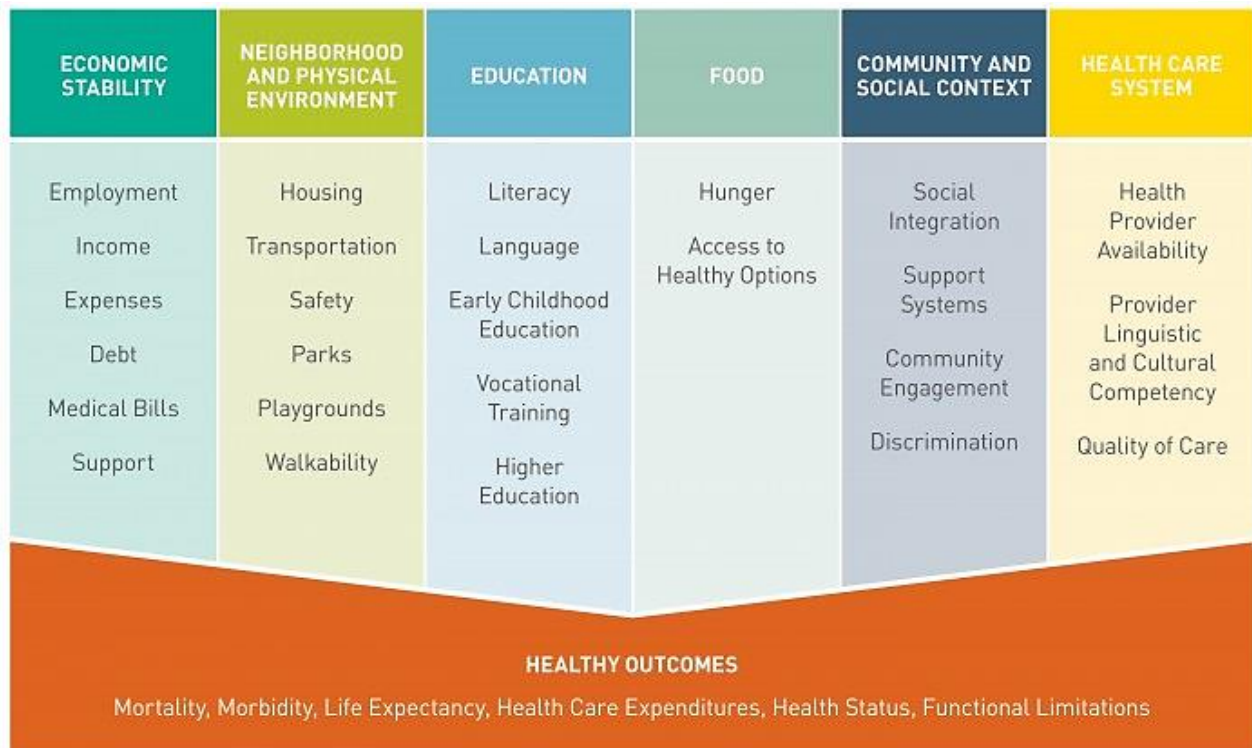 ECONOMIC
STABILITY
Employment
Income
Expenses
Debt
Medical Bills
Support
NEIGHBORHOOD
AND PHYSICAL
ENVIRONMENT
Housing
Transportation
Safety
Parks
Playgrounds
Walkability
EDUCATION
Literacy
Language
Early Childhood
Education
Vocational
Training
Higher
Education
FOOD
Hunger
Access to
Healthy Options
COMMUNITY AND
SOCIAL CONTEXT
Social
Integration
Support
Systems
Community
Engagement
Discrimination
HEALTH CARE
SYSTEM
Health
Provider
Availability
Provider
Linguistic
and Cultural
Competency
Quality of Care
HEALTHY OUTCOMES
Mortality, Morbidity, Life Expectancy, Health Care Expenditures, Health Status, Functional Limitations